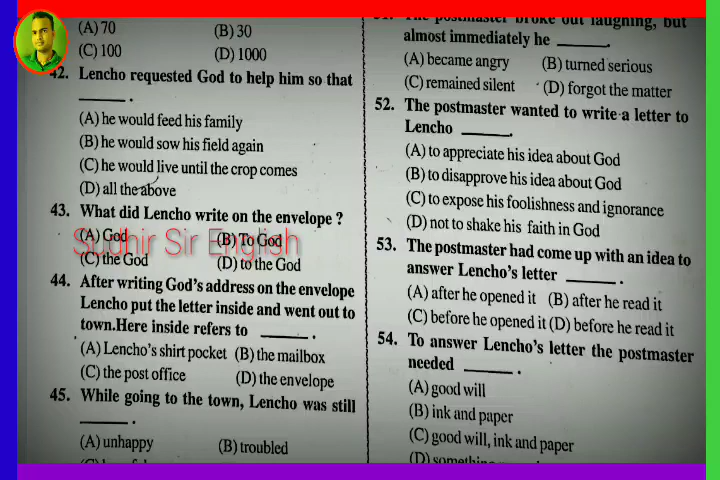 (A) 70 (B) 30
(C) 100 (D) 1000
42. Lencho requested God to help him so that
______ .
(A) he would feed his family
(B) he would sow his field again
(C) he would live until the crop comes
(D) all the above
43. What did Lencho write on the envelope ?
(A) God (B) To God
(C) the God (D) to the God
Sudhir Sir English
44. After writing God's address on the envelope
Lencho put the letter inside and went out to
town.Here inside refers to ______ .
(A) Lencho's shirt pocket (B) the mailbox
(C) the post office (D) the envelope
45. While going to the town, Lencho was still
______ .
(A) unhappy (B) troubled
The postmaster broke out laughing, but
almost immediately he ______.
(A) became angry (B) turned serious
(C) remained silent (D) forgot the matter
52. The postmaster wanted to write a letter to
Lencho ______.
(A) to appreciate his idea about God
(B) to disapprove his idea about God
(C) to expose his foolishness and ignorance
(D) not to shake his faith in God
53. The postmaster had come up with an idea to
answer Lencho's letter ______ .
(A) after he opened it (B) after he read it
(C) before he opened it (D) before he read it
54. To answer Lencho's letter the postmaster
needed ______ .
(A) good will
(B) ink and paper
(C) good will, ink and paper
(D) something